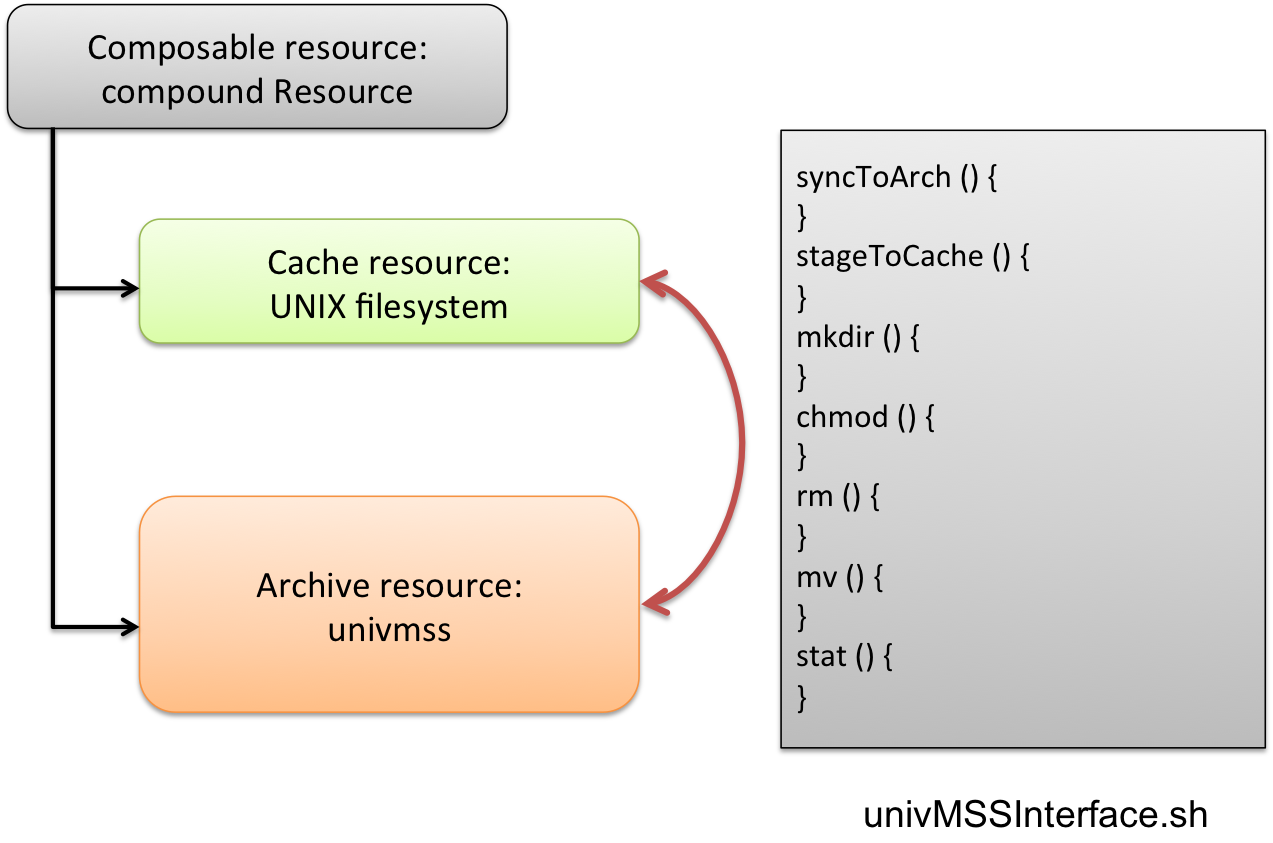 Composable resource:
compound Resource
Cache resource:
UNIX filesystem
Archive resource:
univmss
syncToArch () {
}
stageToCache () {
}
mkdir () {
}
chmod () {
}
rm () {
}
mv () {
}
stat () {
}
univMSSInterface.sh